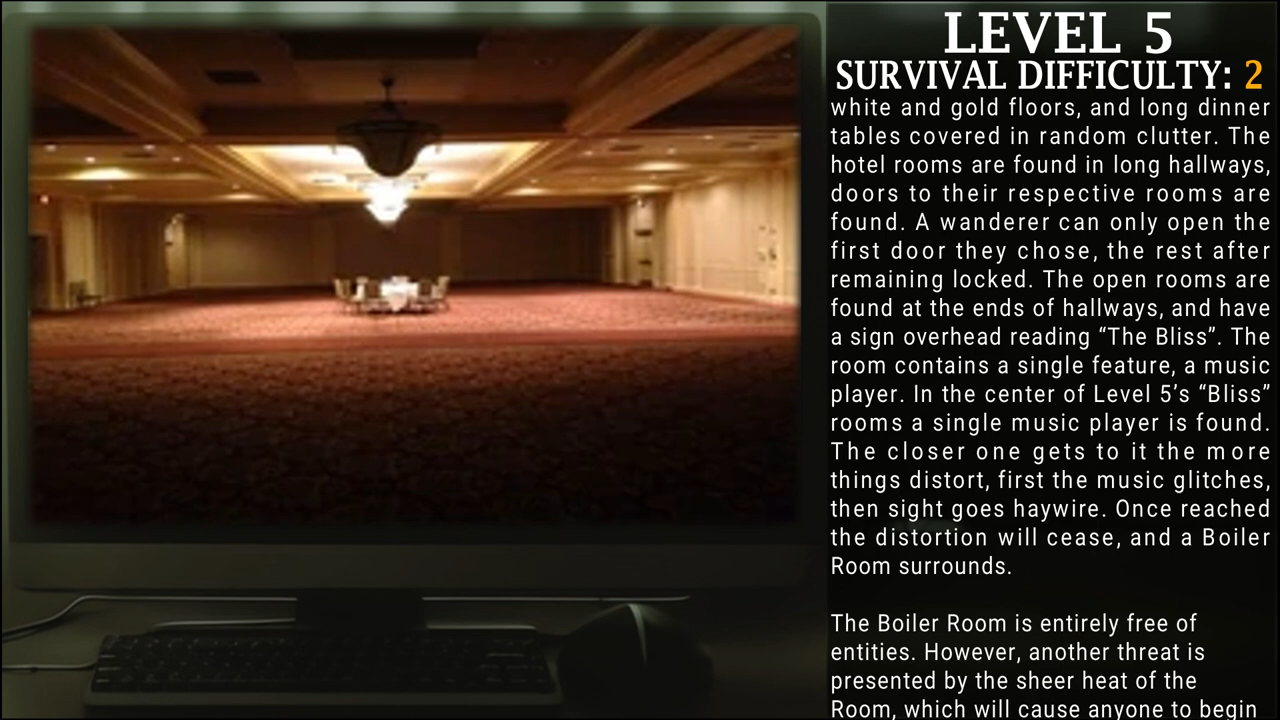 LEVEL 5
SURVIVAL DIFFICULTY: 2
white and gold floors, and long dinner
tables covered in random clutter. The
hotel rooms are found in long hallways,
doors to their respective rooms are
found. A wanderer can only open the
first door they chose, the rest after
remaining locked. The open rooms are
found at the ends of hallways, and have
a sign overhead reading “The Bliss”. The
room contains a single feature, a music
player. In the center of Level 5’s “Bliss”
rooms a single music player is found.
The closer one gets to it the more
things distort, first the music glitches,
then sight goes haywire. Once reached
the distortion will cease, and a Boiler
Room surrounds.
The Boiler Room is entirely free of
entities. However, another threat is
presented by the sheer heat of the
Room, which will cause anyone to begin